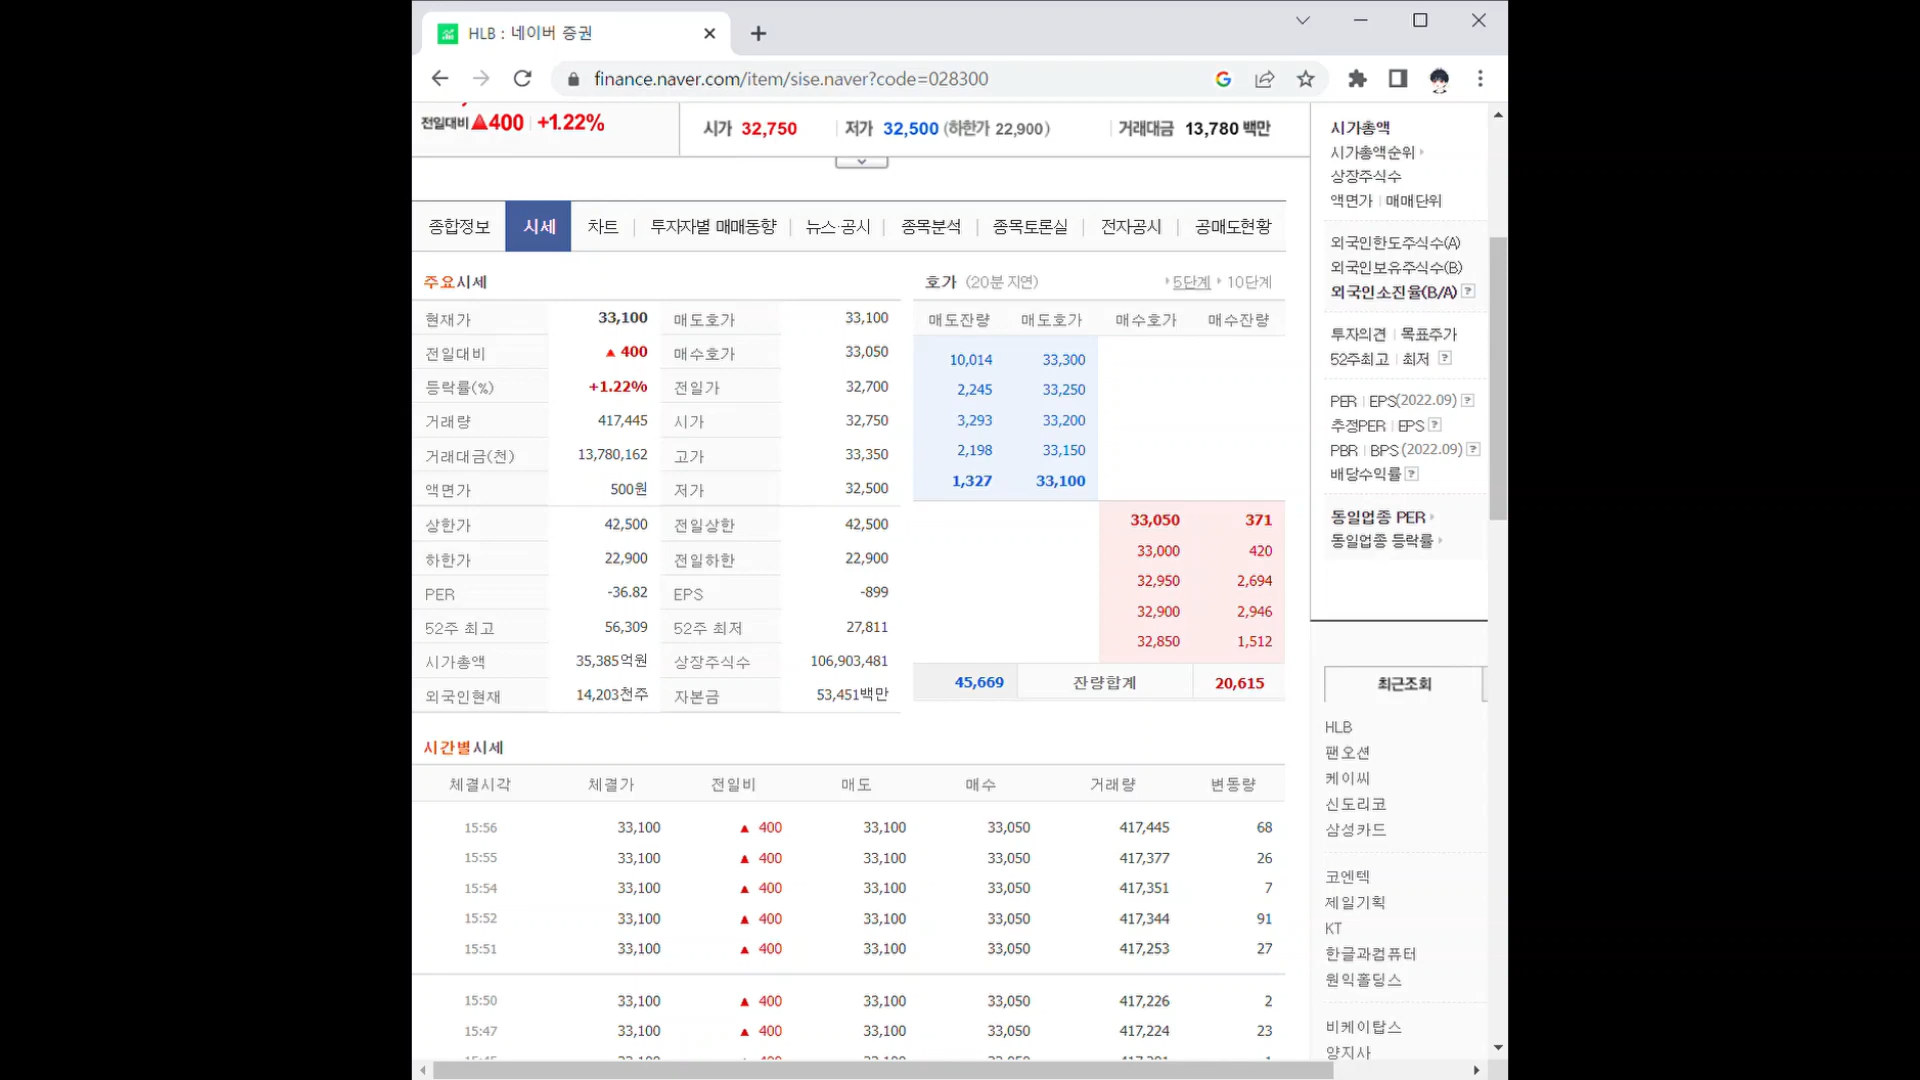 HLB : 네이버 증권
finance.naver.com/item/sise.naver?code=028300
전일대비 ▲400 +1.22% 시가 32,750 저가 32,500 (하한가 22,900) 거래대금 13,780 백만
종합정보 시세 차트 투자자별 매매동향 뉴스·공시 종목분석 종목토론실 전자공시 공매도현황
주요시세
현재가 33,100 매도호가 33,100
전일대비 ▲ 400 매수호가 33,050
등락률(%) +1.22% 전일가 32,700
거래량 417,445 시가 32,750
거래대금(천) 13,780,162 고가 33,350
액면가 500원 저가 32,500
상한가 42,500 전일상한 42,500
하한가 22,900 전일하한 22,900
PER -36.82 EPS -899
52주 최고 56,309 52주 최저 27,811
시가총액 35,385억원 상장주식수 106,903,481
외국인현재 14,203천주 자본금 53,451백만
호가 (20분 지연) 5단계 10단계
매도잔량 매도호가 매수호가 매수잔량
10,014 33,300
2,245 33,250
3,293 33,200
2,198 33,150
1,327 33,100
33,050 371
33,000 420
32,950 2,694
32,900 2,946
32,850 1,512
45,669 잔량합계 20,615
시간별시세
체결시각 체결가 전일비 매도 매수 거래량 변동량
15:56 33,100 ▲ 400 33,100 33,050 417,445 68
15:55 33,100 ▲ 400 33,100 33,050 417,377 26
15:54 33,100 ▲ 400 33,100 33,050 417,351 7
15:52 33,100 ▲ 400 33,100 33,050 417,344 91
15:51 33,100 ▲ 400 33,100 33,050 417,253 27
15:50 33,100 ▲ 400 33,100 33,050 417,226 2
15:47 33,100 ▲ 400 33,100 33,050 417,224 23
시가총액
시가총액순위
상장주식수
액면가 | 매매단위
외국인한도주식수(A)
외국인보유주식수(B)
외국인소진율(B/A) ?
투자의견 | 목표주가
52주최고 | 최저 ?
PER | EPS(2022.09) ?
추정PER | EPS ?
PBR | BPS (2022.09) ?
배당수익률 ?
동일업종 PER
동일업종 등락률
최근조회
HLB
팬오션
케이씨
신도리코
삼성카드
코엔텍
제일기획
KT
한글과컴퓨터
원익홀딩스
비케이탑스
양지사